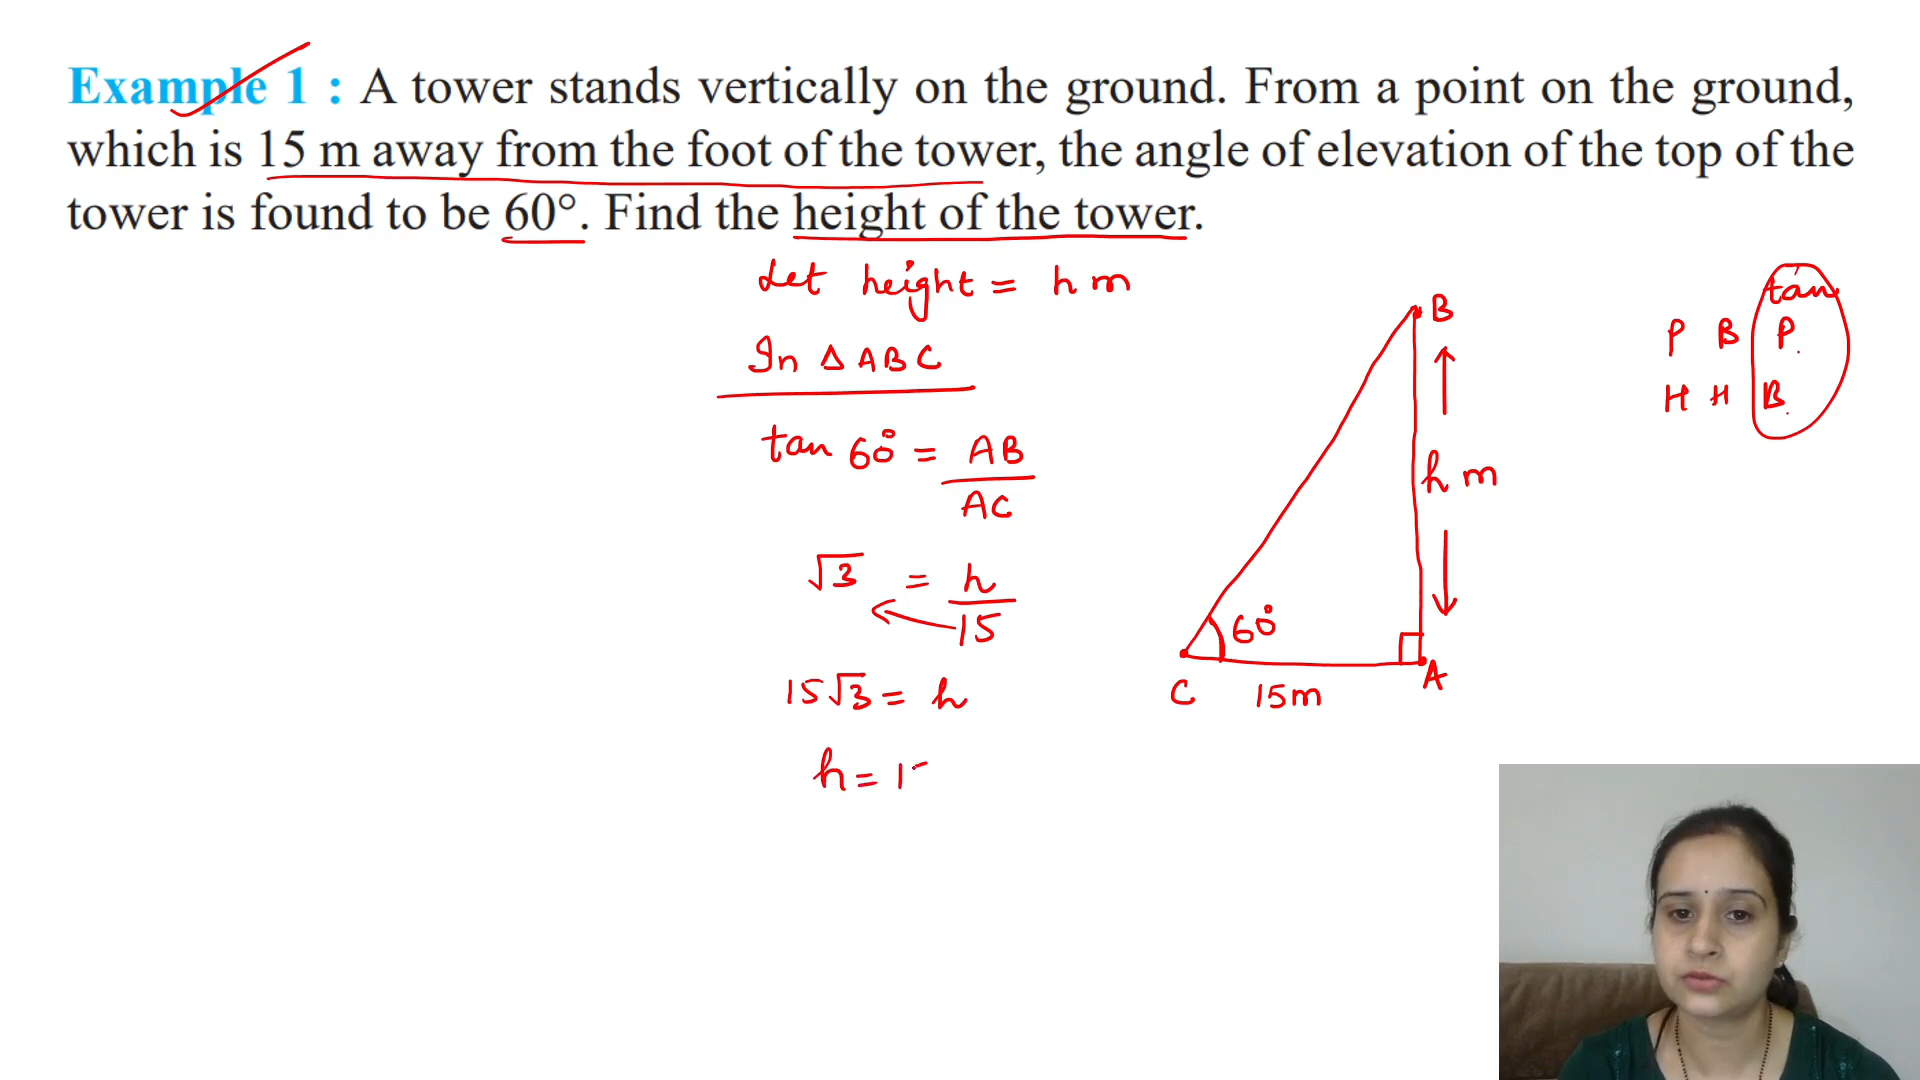 Example 1 : A tower stands vertically on the ground. From a point on the ground,
which is 15 m away from the foot of the tower, the angle of elevation of the top of the
tower is found to be 60°. Find the height of the tower.
Let height = h m
In Δ ABC
tan 60° = AB
AC
√3 = h
15
15√3 = h
h = 1
B
h m
60°
C 15m A
tan
P B P
H H B